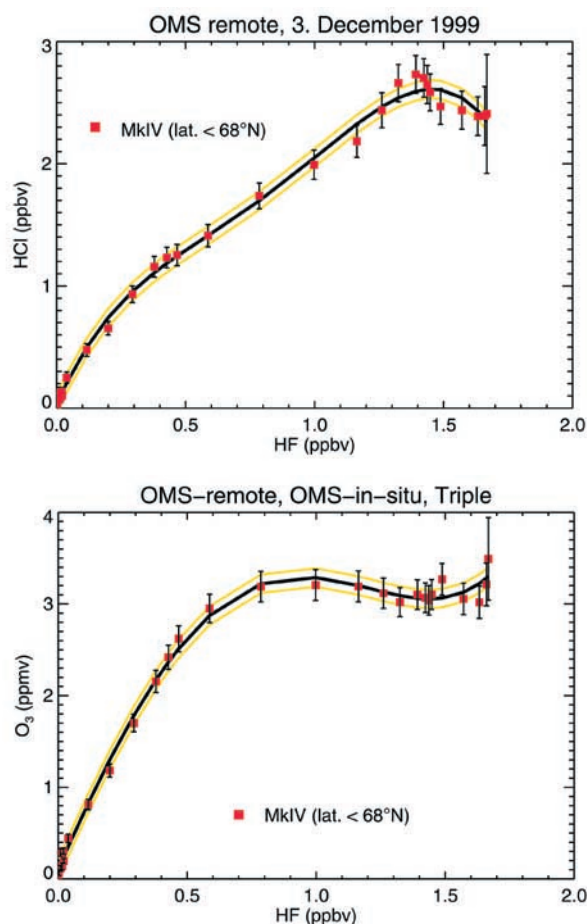 OMS remote, 3. December 1999
3
2
1
0
HCl (ppbv)
MkIV (lat. < 68°N)
0.0 0.5 1.0 1.5 2.0
HF (ppbv)
OMS−remote, OMS−in−situ, Triple
4
3
2
1
0
O₃ (ppmv)
MkIV (lat. < 68°N)
0.0 0.5 1.0 1.5 2.0
HF (ppbv)